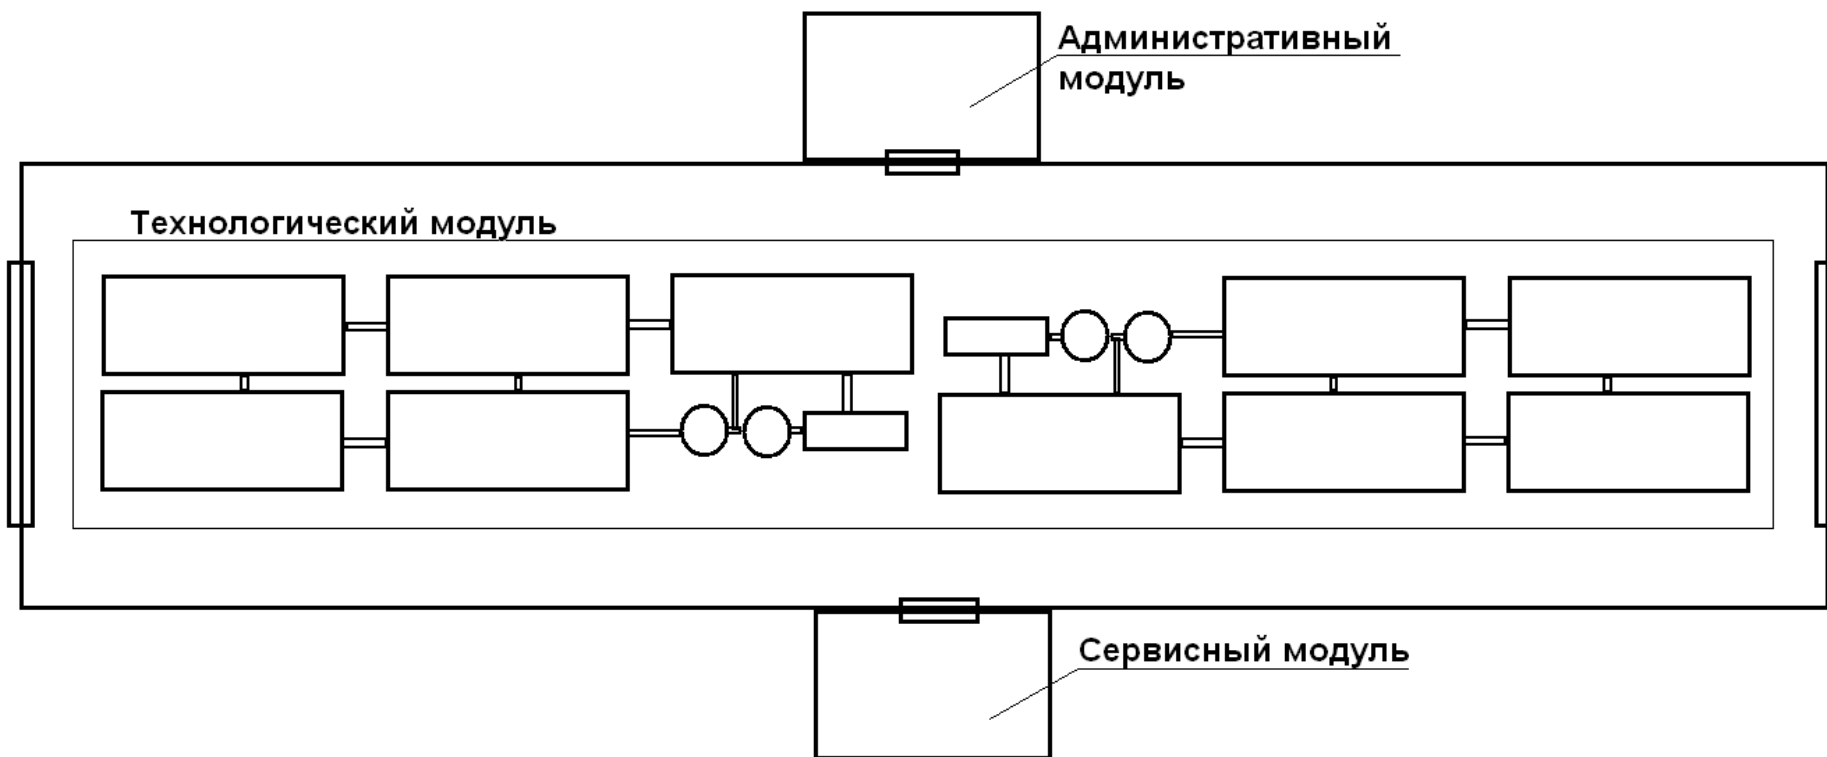 Административный
модуль
Технологический модуль
Сервисный модуль